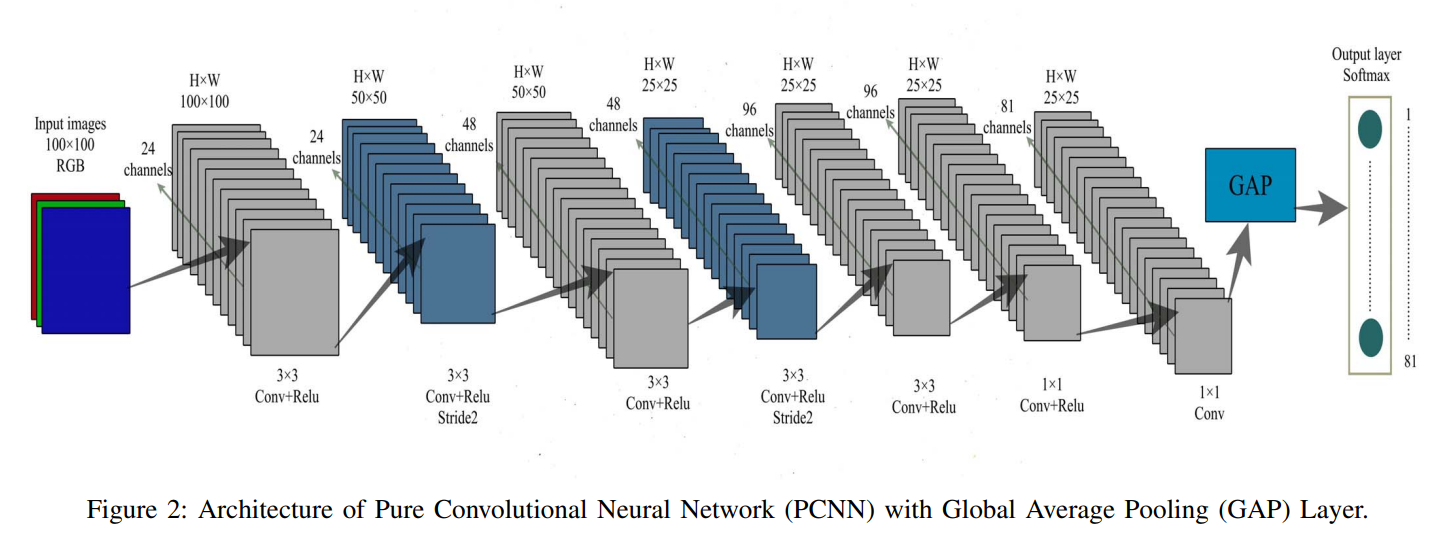 Input images
100×100
RGB
24
channels
H×W
100×100
3×3
Conv+Relu
24
channels
H×W
50×50
3×3
Conv+Relu
Stride2
48
channels
H×W
50×50
3×3
Conv+Relu
48
channels
H×W
25×25
3×3
Conv+Relu
Stride2
96
channels
H×W
25×25
3×3
Conv+Relu
96
channels
H×W
25×25
1×1
Conv+Relu
81
channels
H×W
25×25
1×1
Conv
GAP
Output layer
Softmax
1
81
Figure 2: Architecture of Pure Convolutional Neural Network (PCNN) with Global Average Pooling (GAP) Layer.